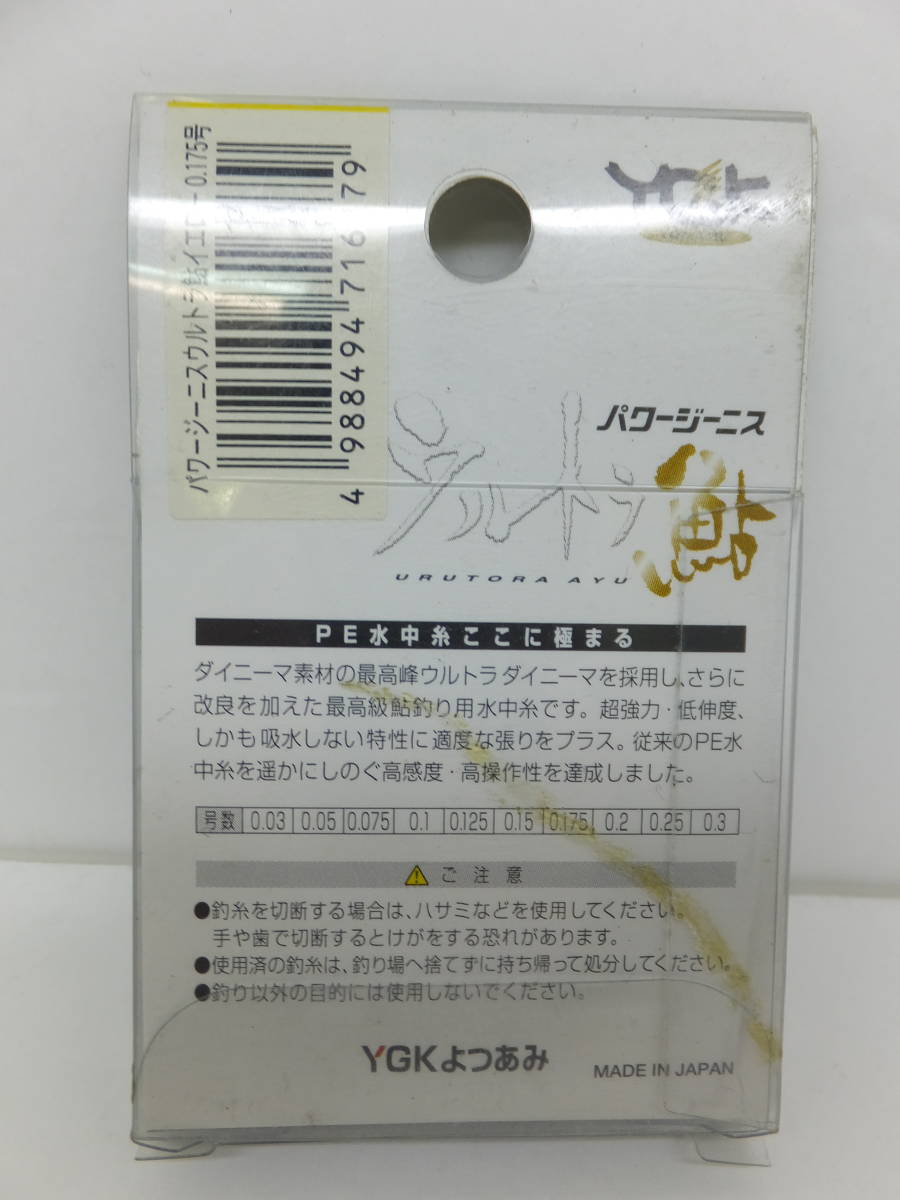 パワージーニスウルトラ鮎イエロー0.175号
4 988494 716179
パワージーニス
ウルトラ鮎
URUTORA AYU
PE水中糸ここに極まる
ダイニーマ素材の最高峰ウルトラダイニーマを採用し、さらに
改良を加えた最高級鮎釣り用水中糸です。超強力・低伸度、
しかも吸水しない特性に適度な張りをプラス。従来のPE水
中糸を遥かにしのぐ高感度・高操作性を達成しました。
号数 0.03 0.05 0.075 0.1 0.125 0.15 0.175 0.2 0.25 0.3
ご注意
●釣糸を切断する場合は、ハサミなどを使用してください。
手や歯で切断するとけがをする恐れがあります。
●使用済の釣糸は、釣り場へ捨てずに持ち帰って処分してください。
●釣り以外の目的には使用しないでください。
YGKよつあみ
MADE IN JAPAN